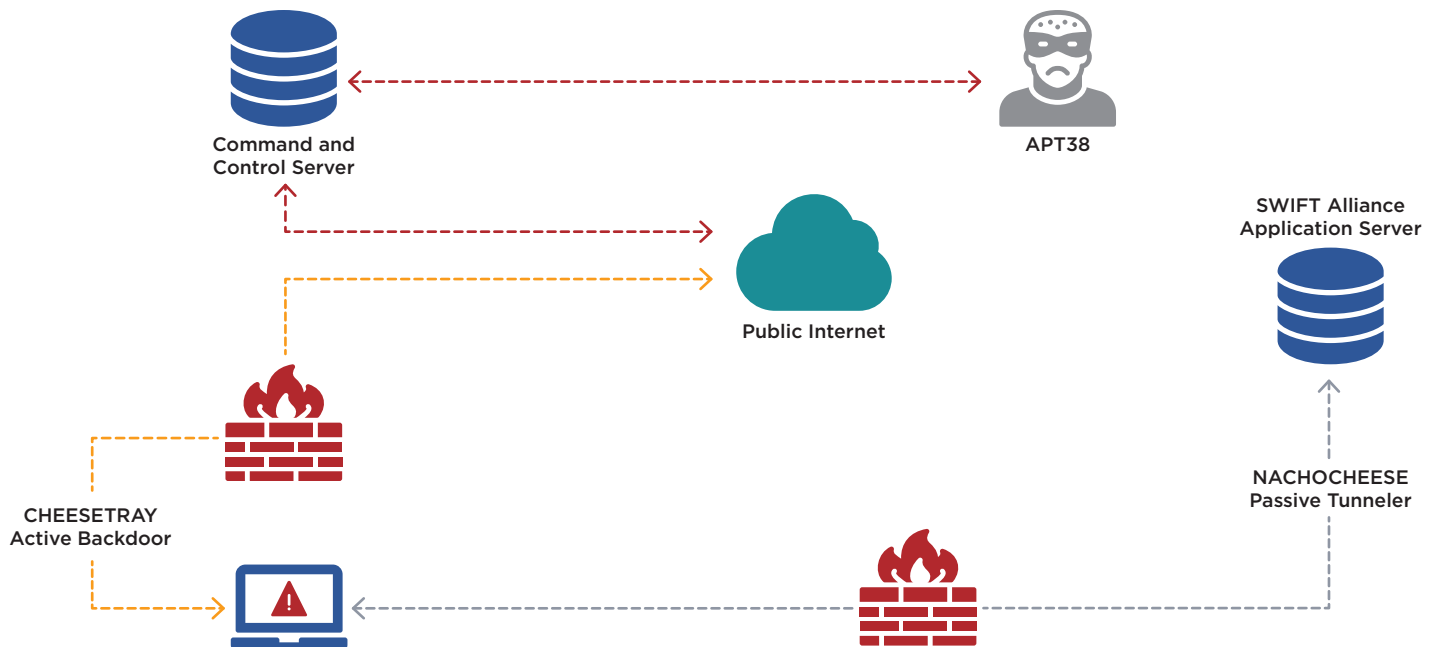 Command and
Control Server
APT38
SWIFT Alliance
Application Server
Public Internet
CHEESETRAY
Active Backdoor
NACHOCHEESE
Passive Tunneler
!